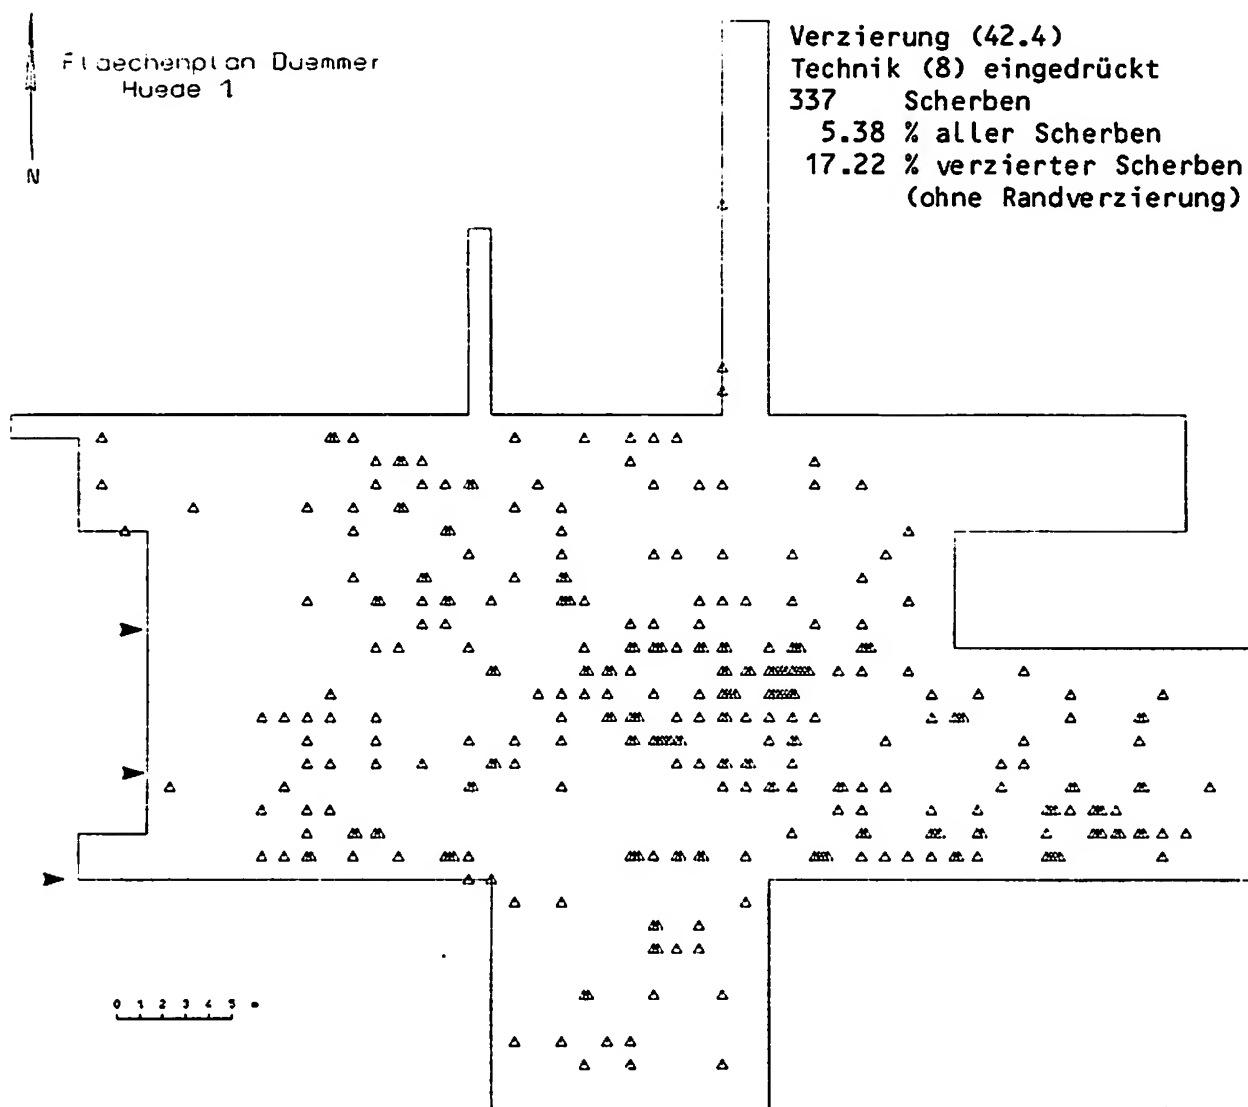 Flaechenplan Duemmer
Huede 1
N
Verzierung (42.4)
Technik (8) eingedrückt
337 Scherben
5.38 % aller Scherben
17.22 % verzierter Scherben
(ohne Randverzierung)
0 1 2 3 4 5 m